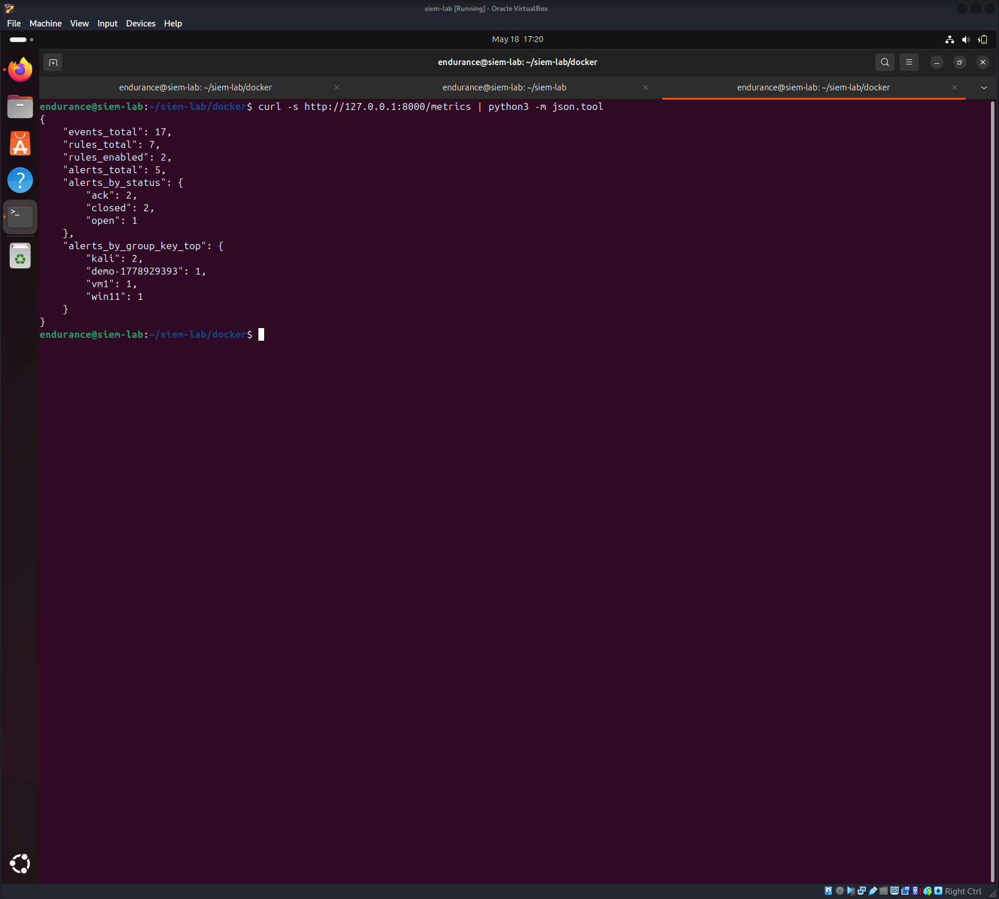 siem-lab [Running] - Oracle VirtualBox
File Machine View Input Devices Help
May 18 17:20
endurance@siem-lab: ~/siem-lab/docker
endurance@siem-lab: ~/siem-lab/docker
endurance@siem-lab: ~/siem-lab
endurance@siem-lab: ~/siem-lab/docker
endurance@siem-lab:~/siem-lab/docker$ curl -s http://127.0.0.1:8000/metrics | python3 -m json.tool
{
    "events_total": 17,
    "rules_total": 7,
    "rules_enabled": 2,
    "alerts_total": 5,
    "alerts_by_status": {
        "ack": 2,
        "closed": 2,
        "open": 1
    },
    "alerts_by_group_key_top": {
        "kali": 2,
        "demo-1778929393": 1,
        "vm1": 1,
        "win11": 1
    }
}
endurance@siem-lab:~/siem-lab/docker$
Right Ctrl